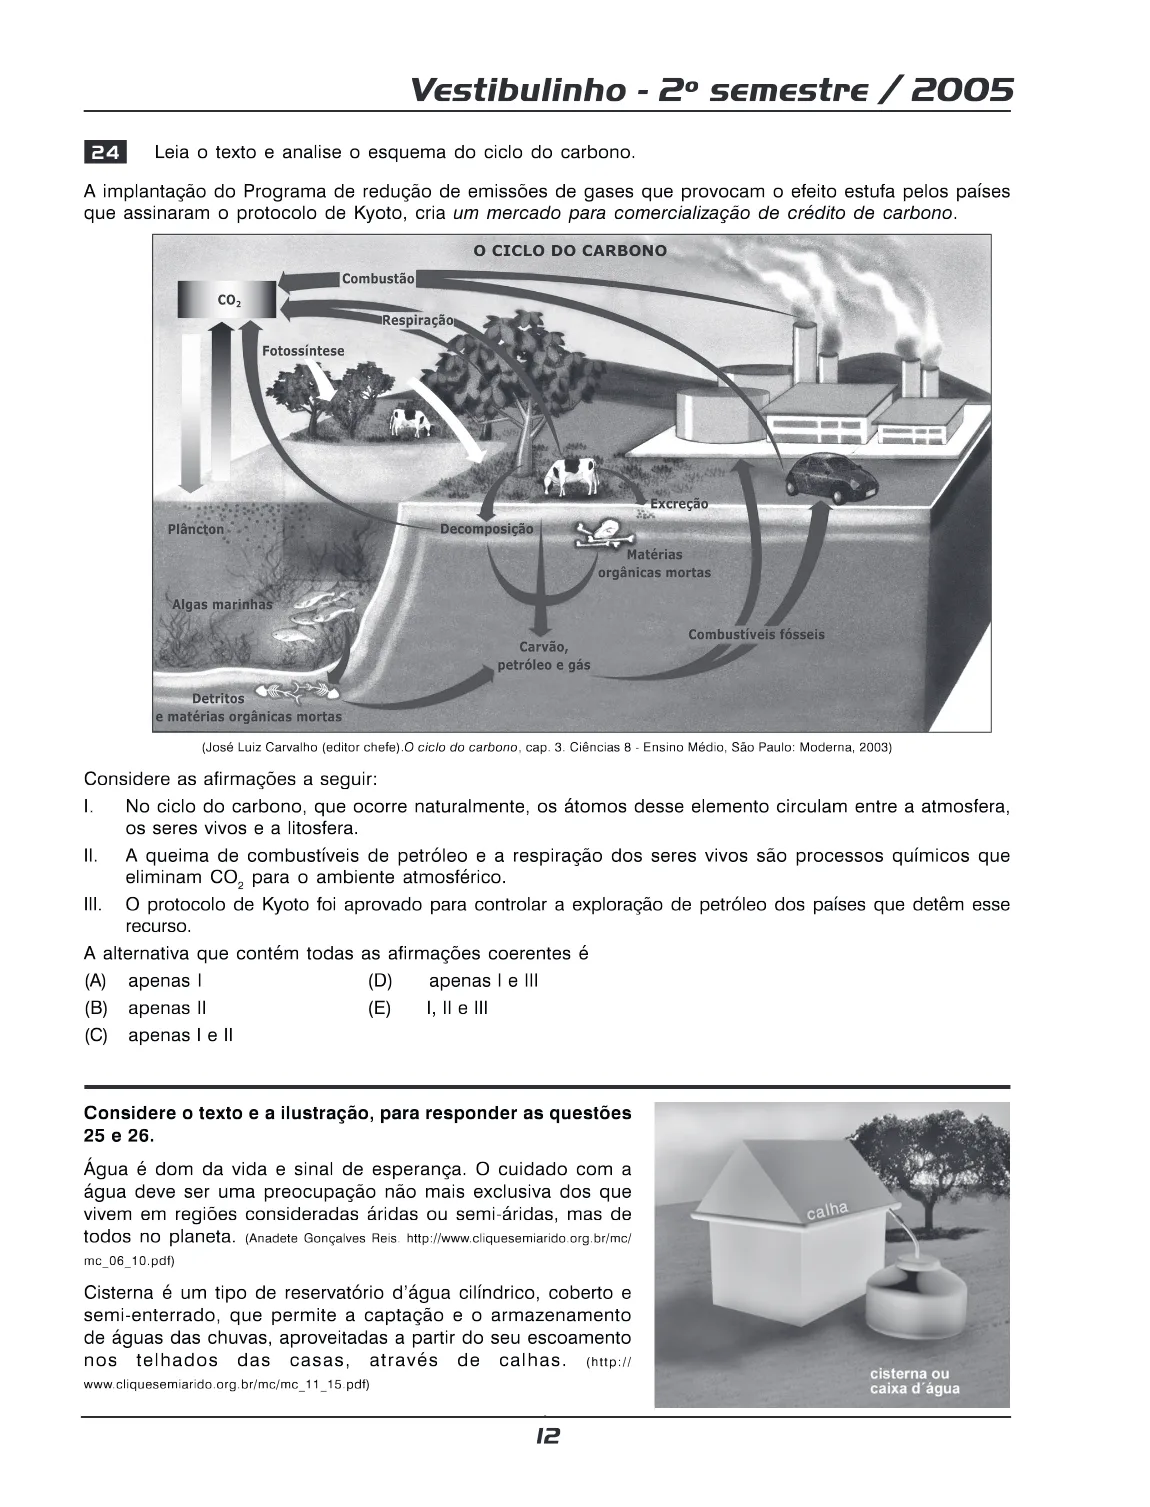 Vestibulinho - 2º semestre / 2005
24 Leia o texto e analise o esquema do ciclo do carbono.
A implantação do Programa de redução de emissões de gases que provocam o efeito estufa pelos países
que assinaram o protocolo de Kyoto, cria um mercado para comercialização de crédito de carbono.
O CICLO DO CARBONO
Combustão
CO2
Respiração
Fotossíntese
Excreção
Plâncton
Decomposição
Matérias
orgânicas mortas
Algas marinhas
Combustíveis fósseis
Carvão,
petróleo e gás
Detritos
e matérias orgânicas mortas
(José Luiz Carvalho (editor chefe).O ciclo do carbono, cap. 3. Ciências 8 - Ensino Médio, São Paulo: Moderna, 2003)
Considere as afirmações a seguir:
I. No ciclo do carbono, que ocorre naturalmente, os átomos desse elemento circulam entre a atmosfera,
os seres vivos e a litosfera.
II. A queima de combustíveis de petróleo e a respiração dos seres vivos são processos químicos que
eliminam CO2 para o ambiente atmosférico.
III. O protocolo de Kyoto foi aprovado para controlar a exploração de petróleo dos países que detêm esse
recurso.
A alternativa que contém todas as afirmações coerentes é
(A) apenas I (D) apenas I e III
(B) apenas II (E) I, II e III
(C) apenas I e II
Considere o texto e a ilustração, para responder as questões
25 e 26.
Água é dom da vida e sinal de esperança. O cuidado com a
água deve ser uma preocupação não mais exclusiva dos que
vivem em regiões consideradas áridas ou semi-áridas, mas de
todos no planeta. (Anadete Gonçalves Reis. http://www.cliquesemiarido.org.br/mc/
mc_06_10.pdf)
Cisterna é um tipo de reservatório d'água cilíndrico, coberto e
semi-enterrado, que permite a captação e o armazenamento
de águas das chuvas, aproveitadas a partir do seu escoamento
nos telhados das casas, através de calhas. (http://
www.cliquesemiarido.org.br/mc/mc_11_15.pdf)
calha
cisterna ou
caixa d´água
12